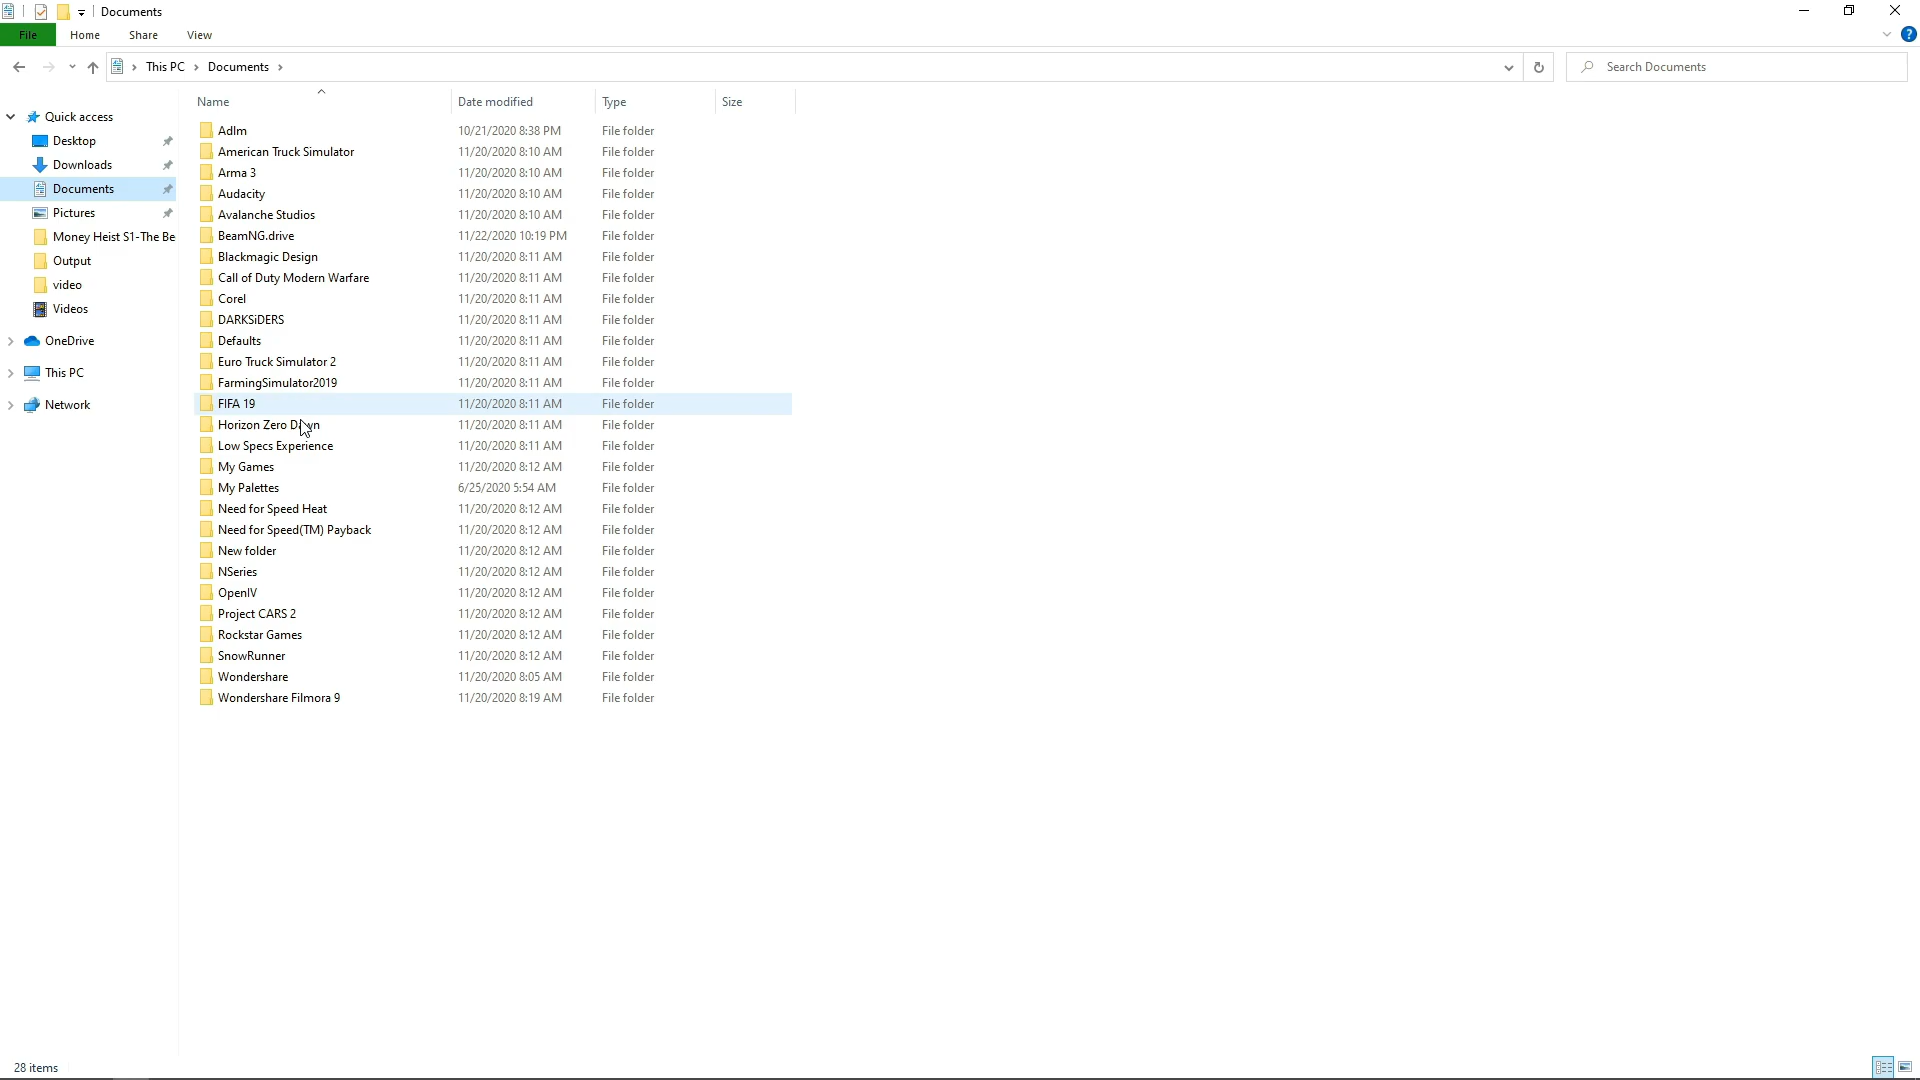 Documents
File Home Share View
This PC Documents Search Documents
Name Date modified Type Size
Quick access
Desktop
Downloads
Documents
Pictures
Money Heist S1-The Be
Output
video
Videos
OneDrive
This PC
Network
Adlm 10/21/2020 8:38 PM File folder
American Truck Simulator 11/20/2020 8:10 AM File folder
Arma 3 11/20/2020 8:10 AM File folder
Audacity 11/20/2020 8:10 AM File folder
Avalanche Studios 11/20/2020 8:10 AM File folder
BeamNG.drive 11/22/2020 10:19 PM File folder
Blackmagic Design 11/20/2020 8:11 AM File folder
Call of Duty Modern Warfare 11/20/2020 8:11 AM File folder
Corel 11/20/2020 8:11 AM File folder
DARKSiDERS 11/20/2020 8:11 AM File folder
Defaults 11/20/2020 8:11 AM File folder
Euro Truck Simulator 2 11/20/2020 8:11 AM File folder
FarmingSimulator2019 11/20/2020 8:11 AM File folder
FIFA 19 11/20/2020 8:11 AM File folder
Horizon Zero Dawn 11/20/2020 8:11 AM File folder
Low Specs Experience 11/20/2020 8:11 AM File folder
My Games 11/20/2020 8:12 AM File folder
My Palettes 6/25/2020 5:54 AM File folder
Need for Speed Heat 11/20/2020 8:12 AM File folder
Need for Speed(TM) Payback 11/20/2020 8:12 AM File folder
New folder 11/20/2020 8:12 AM File folder
NSeries 11/20/2020 8:12 AM File folder
OpenIV 11/20/2020 8:12 AM File folder
Project CARS 2 11/20/2020 8:12 AM File folder
Rockstar Games 11/20/2020 8:12 AM File folder
SnowRunner 11/20/2020 8:12 AM File folder
Wondershare 11/20/2020 8:05 AM File folder
Wondershare Filmora 9 11/20/2020 8:19 AM File folder
28 items